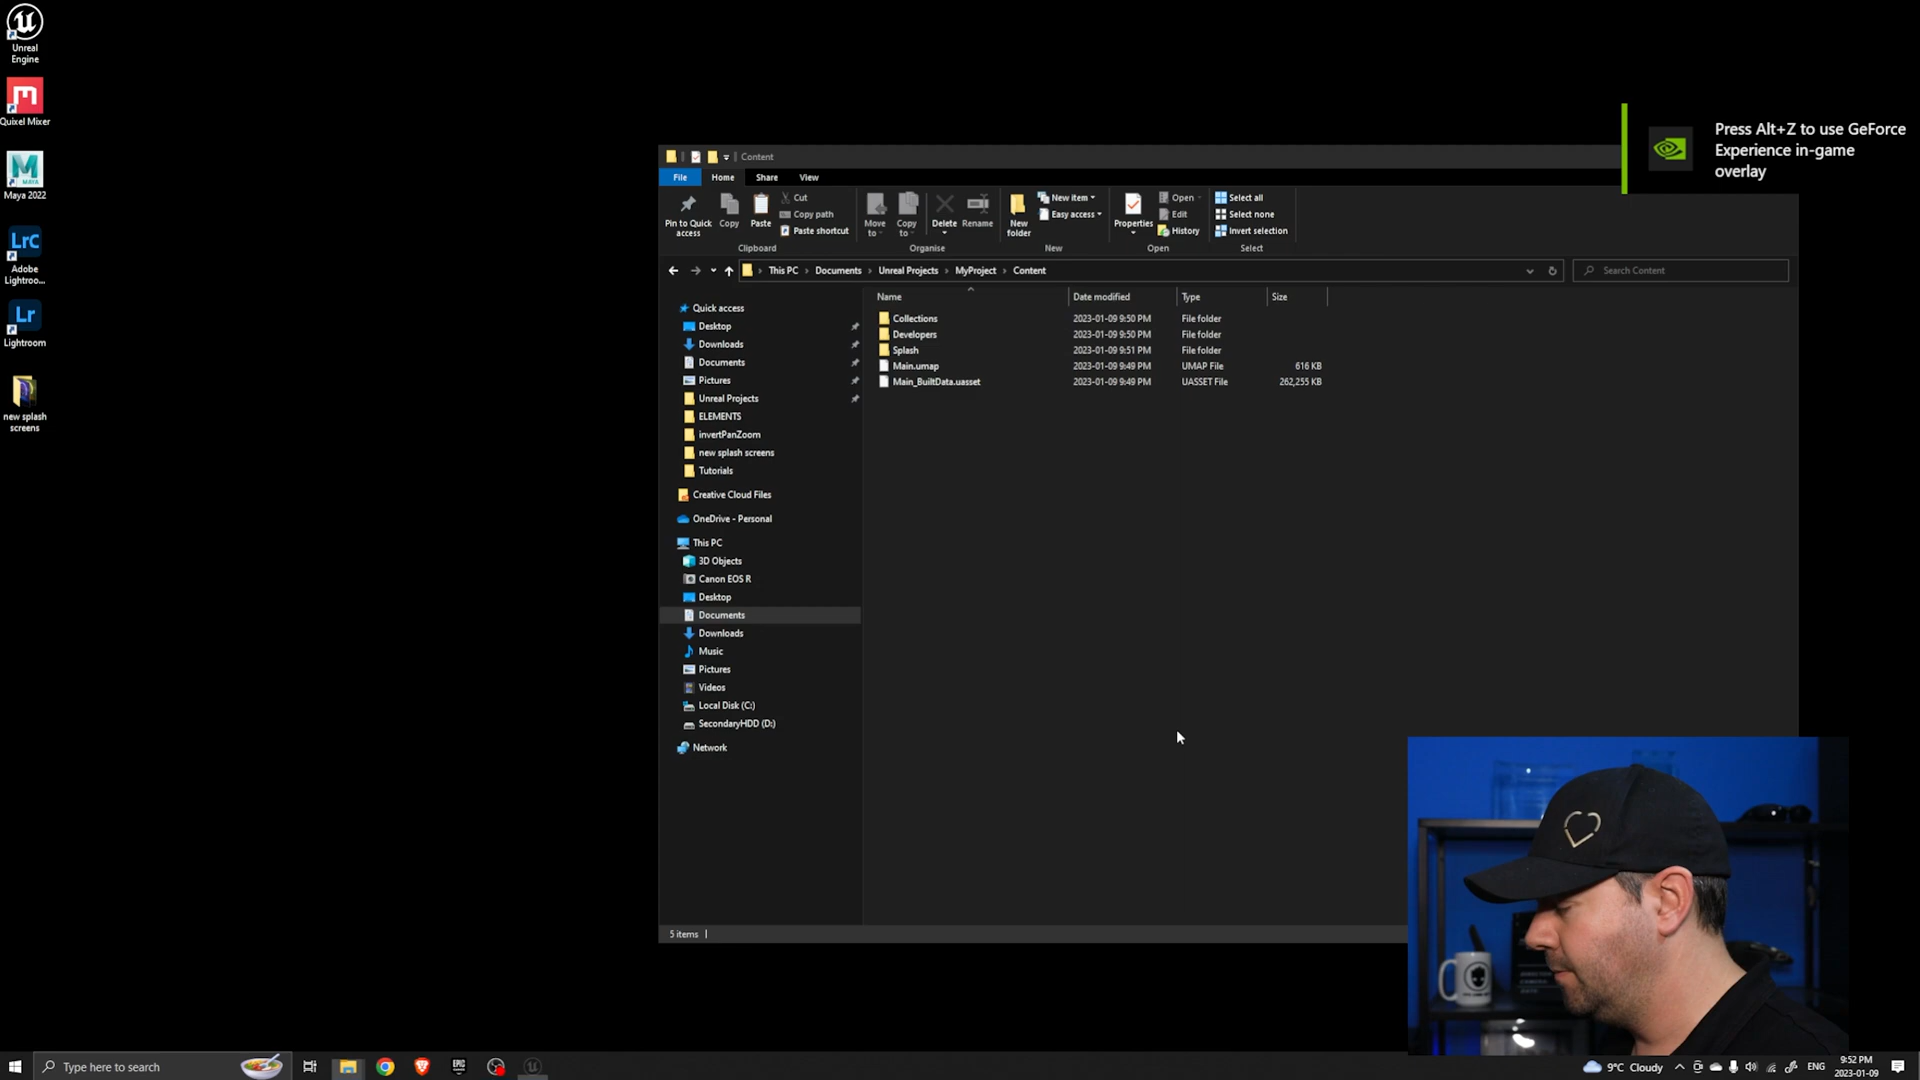 Unreal
Engine
Quixel Mixer
MAYA
Maya 2022
LrC
Adobe
Lightroo...
Lr
Lightroom
new splash
screens
Content
Press Alt+Z to use GeForce
Experience in-game
overlay
File Home Share View
Pin to Quick
access
Copy
Paste
Cut
Copy path
Paste shortcut
Clipboard
Move
to
Copy
to
Delete
Rename
Organise
New
folder
New item
Easy access
New
Properties
Open
Edit
History
Open
Select all
Select none
Invert selection
Select
This PC Documents Unreal Projects MyProject Content
Search Content
Quick access
Desktop
Downloads
Documents
Pictures
Unreal Projects
ELEMENTS
invertPanZoom
new splash screens
Tutorials
Creative Cloud Files
OneDrive - Personal
This PC
3D Objects
Canon EOS R
Desktop
Documents
Downloads
Music
Pictures
Videos
Local Disk (C:)
SecondaryHDD (D:)
Network
Name Date modified Type Size
Collections 2023-01-09 9:50 PM File folder
Developers 2023-01-09 9:50 PM File folder
Splash 2023-01-09 9:51 PM File folder
Main.umap 2023-01-09 9:49 PM UMAP File 616 KB
Main_BuiltData.uasset 2023-01-09 9:49 PM UASSET File 262,255 KB
5 items
Type here to search
EPIC
9°C Cloudy
ENG
9:52 PM
2023-01-09